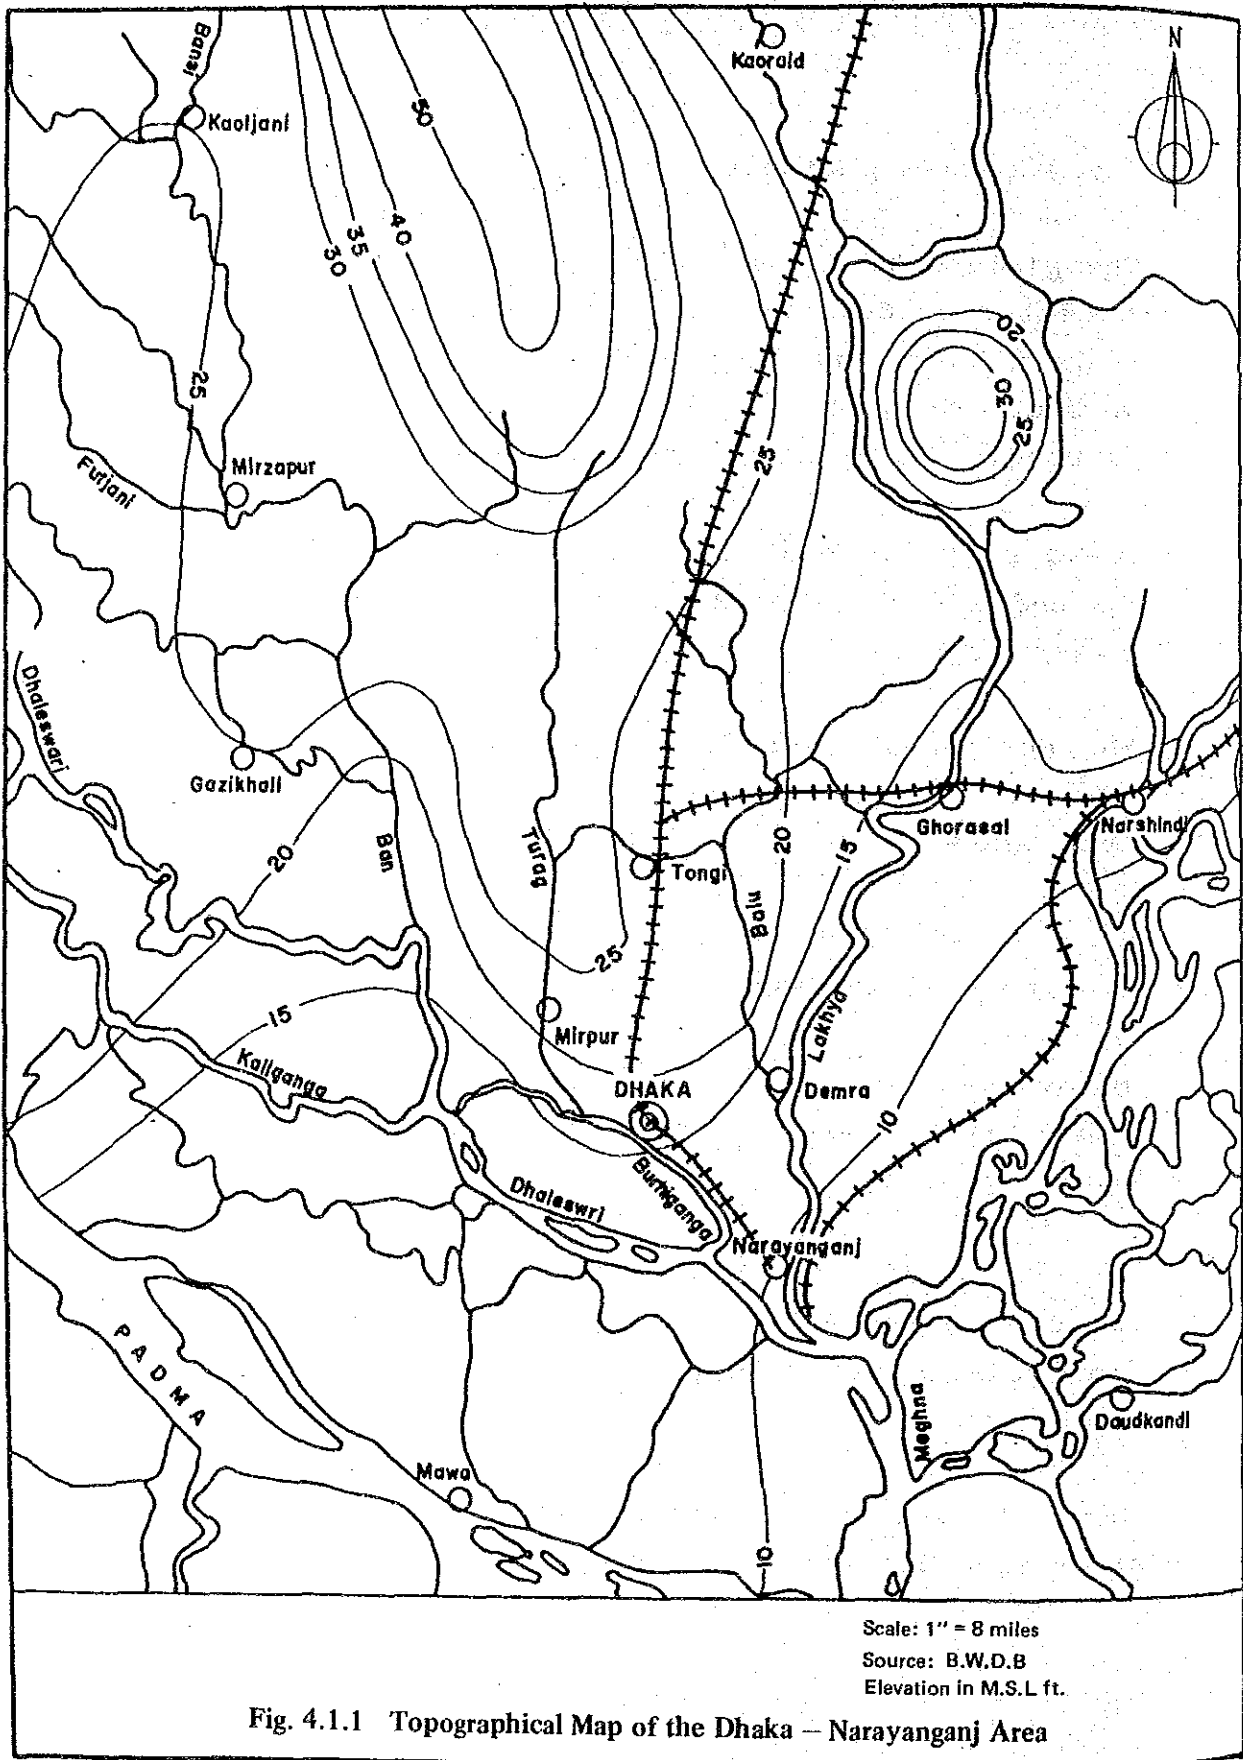 Bansi
Kaoraid
N
Kaoljani
50
40
35
30
20
30
25
25
25
Mirzapur
Futjani
Dhaleswari
Gazikhali
20
Ban
Turag
Tongi
Balu
20
15
Ghorasal
Narshindi
25
15
Mirpur
Lakhya
Kaliganga
DHAKA
Demra
10
Dhaleswri
Buriganga
Narayanganj
PADMA
Meghna
Daudkandi
Mawa
10
Scale: 1" = 8 miles
Source: B.W.D.B
Elevation in M.S.L ft.
Fig. 4.1.1 Topographical Map of the Dhaka – Narayanganj Area